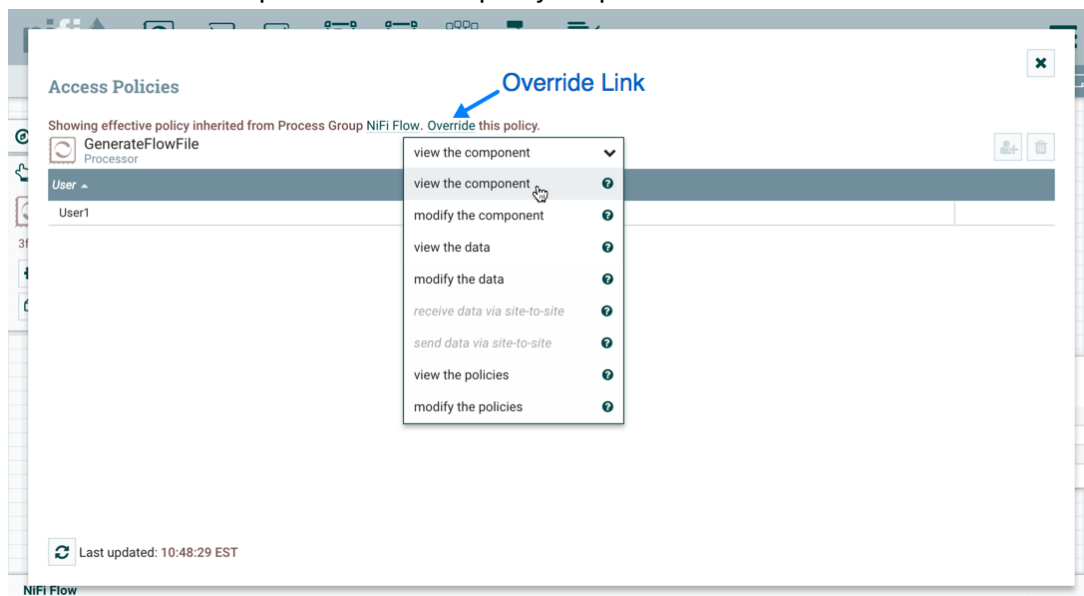 Access Policies
Override Link
Showing effective policy inherited from Process Group NiFi Flow. Override this policy.
GenerateFlowFile
Processor
view the component
User
view the component
User1
modify the component
view the data
modify the data
receive data via site-to-site
send data via site-to-site
view the policies
modify the policies
Last updated: 10:48:29 EST
NiFi Flow